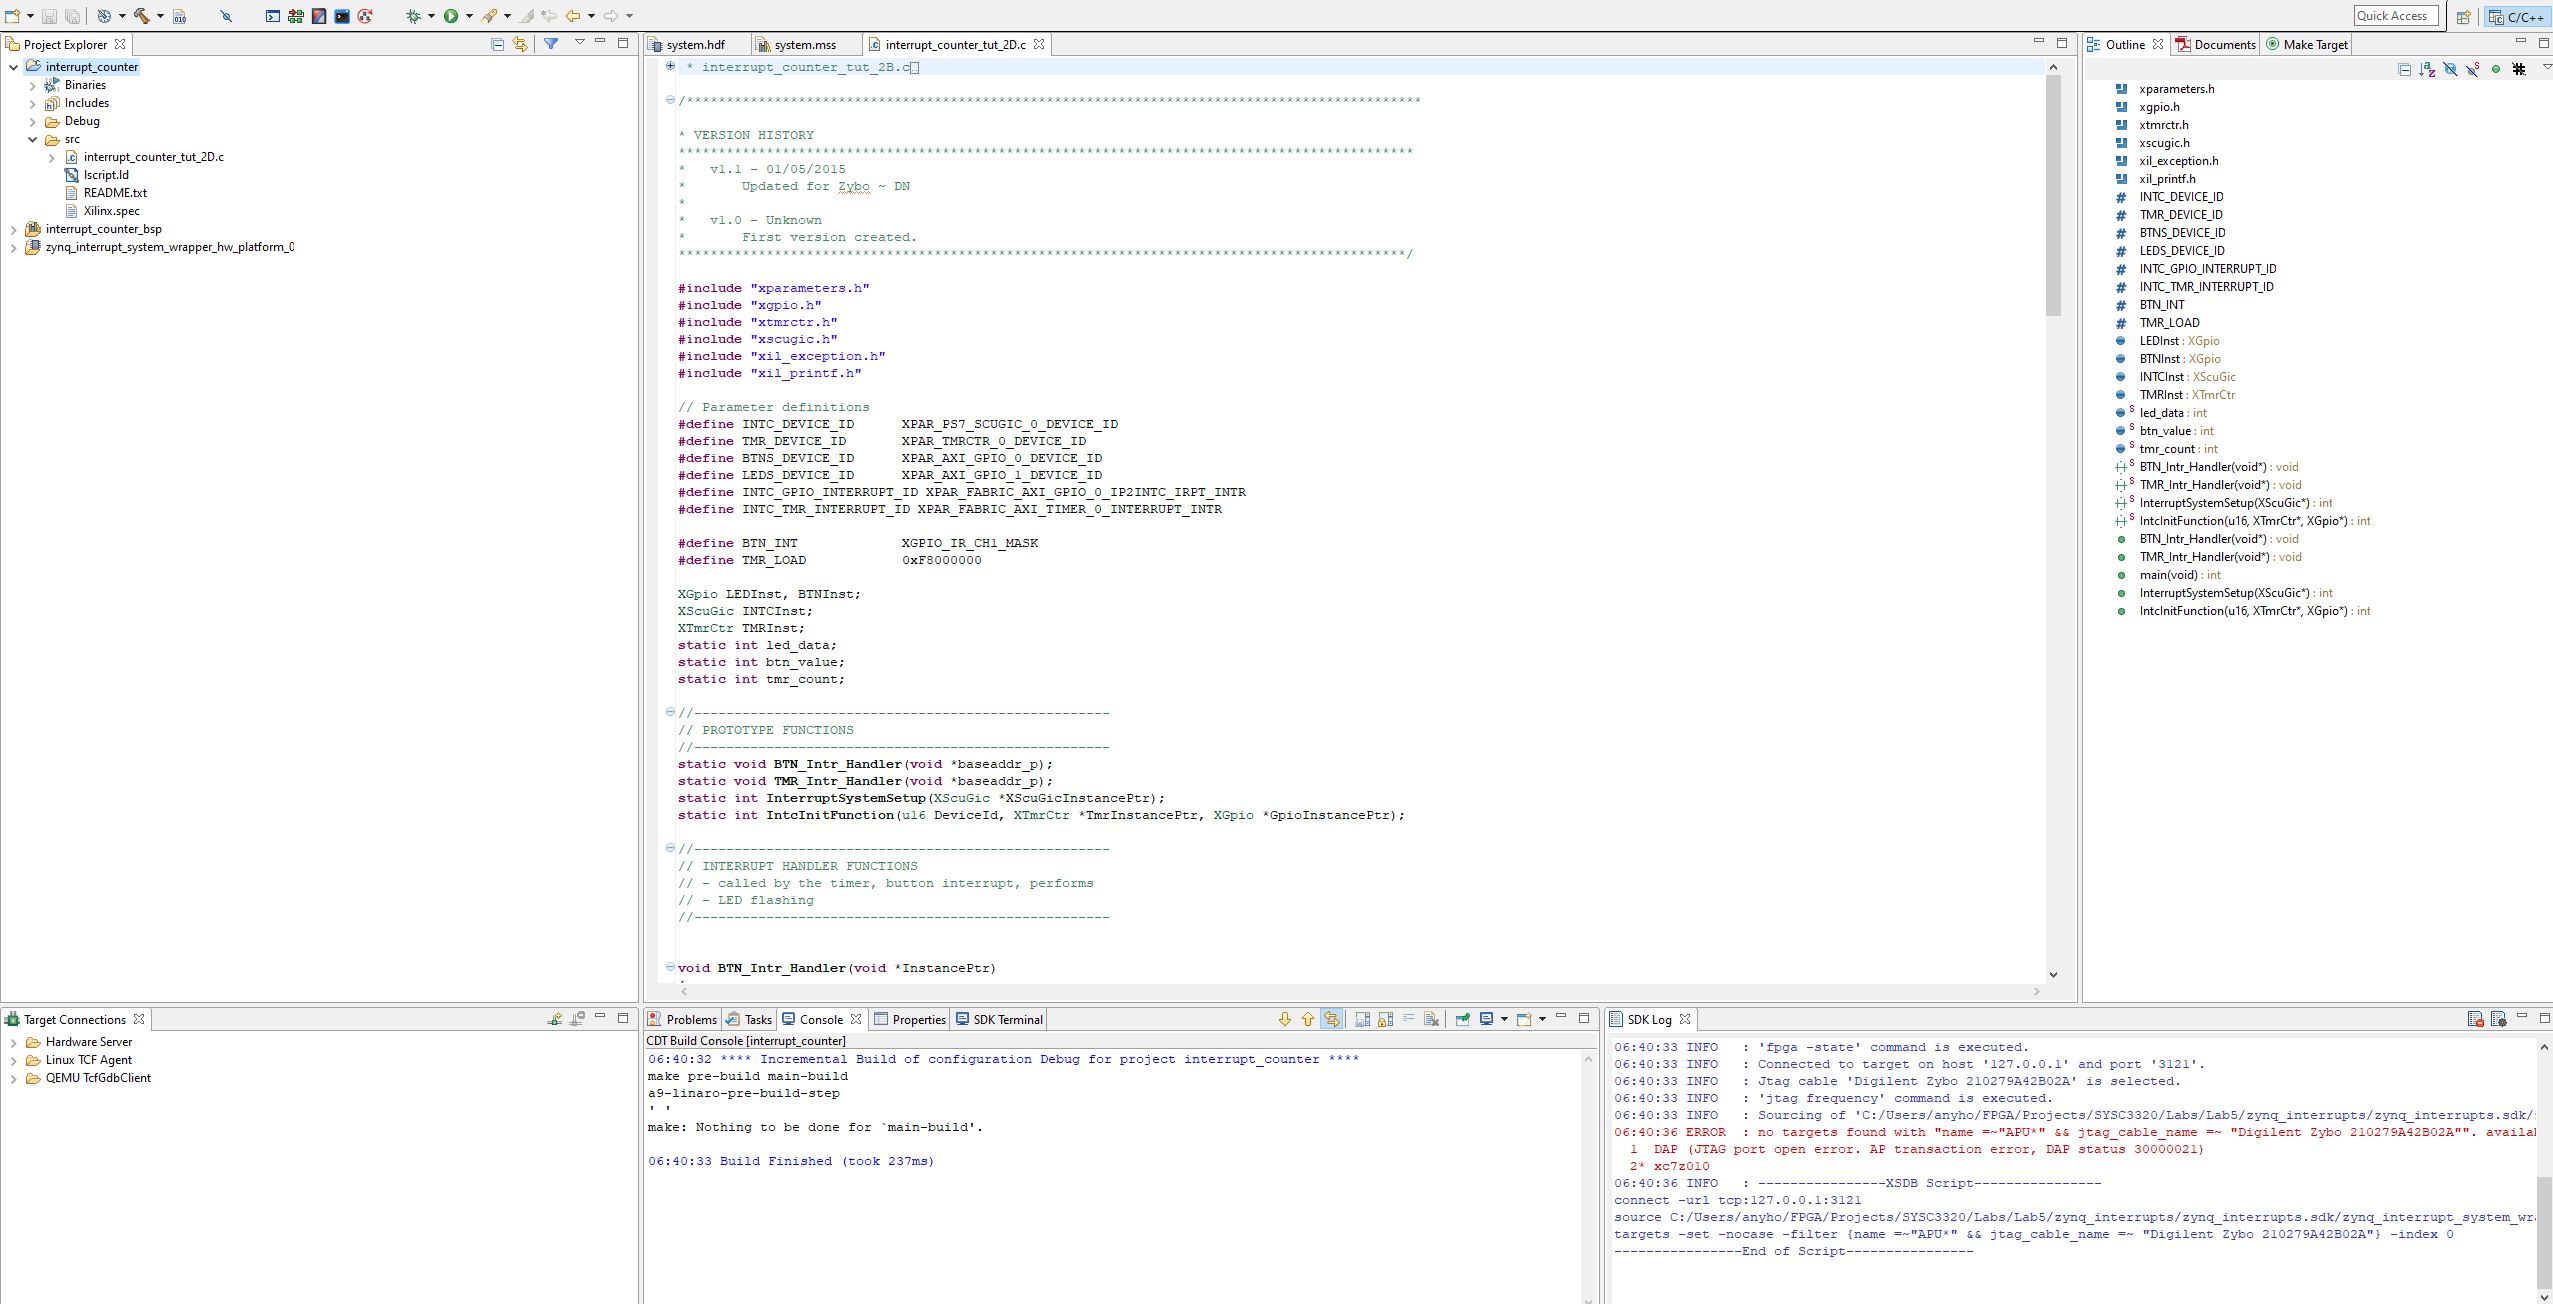 Quick Access
C/C++
Project Explorer
interrupt_counter
Binaries
Includes
Debug
src
interrupt_counter_tut_2D.c
lscript.ld
README.txt
Xilinx.spec
interrupt_counter_bsp
zynq_interrupt_system_wrapper_hw_platform_0
system.hdf
system.mss
interrupt_counter_tut_2D.c
* interrupt_counter_tut_2B.c
/********************************************************************************************
* VERSION HISTORY
********************************************************************************************
* v1.1 - 01/05/2015
* Updated for Zybo ~ DN
*
* v1.0 - Unknown
* First version created.
*******************************************************************************************/
#include "xparameters.h"
#include "xgpio.h"
#include "xtmrctr.h"
#include "xscugic.h"
#include "xil_exception.h"
#include "xil_printf.h"
// Parameter definitions
#define INTC_DEVICE_ID XPAR_PS7_SCUGIC_0_DEVICE_ID
#define TMR_DEVICE_ID XPAR_TMRCTR_0_DEVICE_ID
#define BTNS_DEVICE_ID XPAR_AXI_GPIO_0_DEVICE_ID
#define LEDS_DEVICE_ID XPAR_AXI_GPIO_1_DEVICE_ID
#define INTC_GPIO_INTERRUPT_ID XPAR_FABRIC_AXI_GPIO_0_IP2INTC_IRPT_INTR
#define INTC_TMR_INTERRUPT_ID XPAR_FABRIC_AXI_TIMER_0_INTERRUPT_INTR
#define BTN_INT XGPIO_IR_CH1_MASK
#define TMR_LOAD 0xF8000000
XGpio LEDInst, BTNInst;
XScuGic INTCInst;
XTmrCtr TMRInst;
static int led_data;
static int btn_value;
static int tmr_count;
//----------------------------------------------------
// PROTOTYPE FUNCTIONS
//----------------------------------------------------
static void BTN_Intr_Handler(void *baseaddr_p);
static void TMR_Intr_Handler(void *baseaddr_p);
static int InterruptSystemSetup(XScuGic *XScuGicInstancePtr);
static int IntcInitFunction(u16 DeviceId, XTmrCtr *TmrInstancePtr, XGpio *GpioInstancePtr);
//----------------------------------------------------
// INTERRUPT HANDLER FUNCTIONS
// - called by the timer, button interrupt, performs
// - LED flashing
//----------------------------------------------------
void BTN_Intr_Handler(void *InstancePtr)
Outline
Documents
Make Target
xparameters.h
xgpio.h
xtmrctr.h
xscugic.h
xil_exception.h
xil_printf.h
# INTC_DEVICE_ID
# TMR_DEVICE_ID
# BTNS_DEVICE_ID
# LEDS_DEVICE_ID
# INTC_GPIO_INTERRUPT_ID
# INTC_TMR_INTERRUPT_ID
# BTN_INT
# TMR_LOAD
LEDInst : XGpio
BTNInst : XGpio
INTCInst : XScuGic
TMRInst : XTmrCtr
S led_data : int
S btn_value : int
S tmr_count : int
S BTN_Intr_Handler(void*) : void
S TMR_Intr_Handler(void*) : void
S InterruptSystemSetup(XScuGic*) : int
S IntcInitFunction(u16, XTmrCtr*, XGpio*) : int
BTN_Intr_Handler(void*) : void
TMR_Intr_Handler(void*) : void
main(void) : int
InterruptSystemSetup(XScuGic*) : int
IntcInitFunction(u16, XTmrCtr*, XGpio*) : int
Target Connections
Hardware Server
Linux TCF Agent
QEMU TcfGdbClient
Problems
Tasks
Console
Properties
SDK Terminal
CDT Build Console [interrupt_counter]
06:40:32 **** Incremental Build of configuration Debug for project interrupt_counter ****
make pre-build main-build
a9-linaro-pre-build-step
' '
make: Nothing to be done for `main-build'.
06:40:33 Build Finished (took 237ms)
SDK Log
06:40:33 INFO : 'fpga -state' command is executed.
06:40:33 INFO : Connected to target on host '127.0.0.1' and port '3121'.
06:40:33 INFO : Jtag cable 'Digilent Zybo 210279A42B02A' is selected.
06:40:33 INFO : 'jtag frequency' command is executed.
06:40:33 INFO : Sourcing of 'C:/Users/anyho/FPGA/Projects/SYSC3320/Labs/Lab5/zynq_interrupts/zynq_interrupts.sdk/
06:40:36 ERROR : no targets found with "name =~"APU*" && jtag_cable_name =~ "Digilent Zybo 210279A42B02A"". availa
1 DAP (JTAG port open error. AP transaction error, DAP status 30000021)
2* xc7z010
06:40:36 INFO : ----------------XSDB Script----------------
connect -url tcp:127.0.0.1:3121
source C:/Users/anyho/FPGA/Projects/SYSC3320/Labs/Lab5/zynq_interrupts/zynq_interrupts.sdk/zynq_interrupt_system_wr
targets -set -nocase -filter {name =~"APU*" && jtag_cable_name =~ "Digilent Zybo 210279A42B02A"} -index 0
----------------End of Script----------------